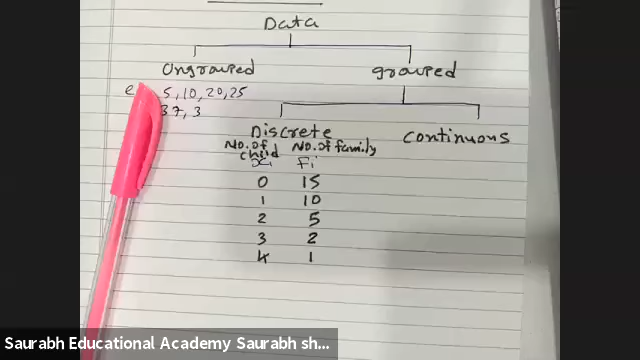 Data
Ungrouped grouped
5, 10, 20, 25
37, 3
Discrete continuous
No. of child No. of family
xi fi
0 15
1 10
2 5
3 2
4 1
Saurabh Educational Academy Saurabh sh...